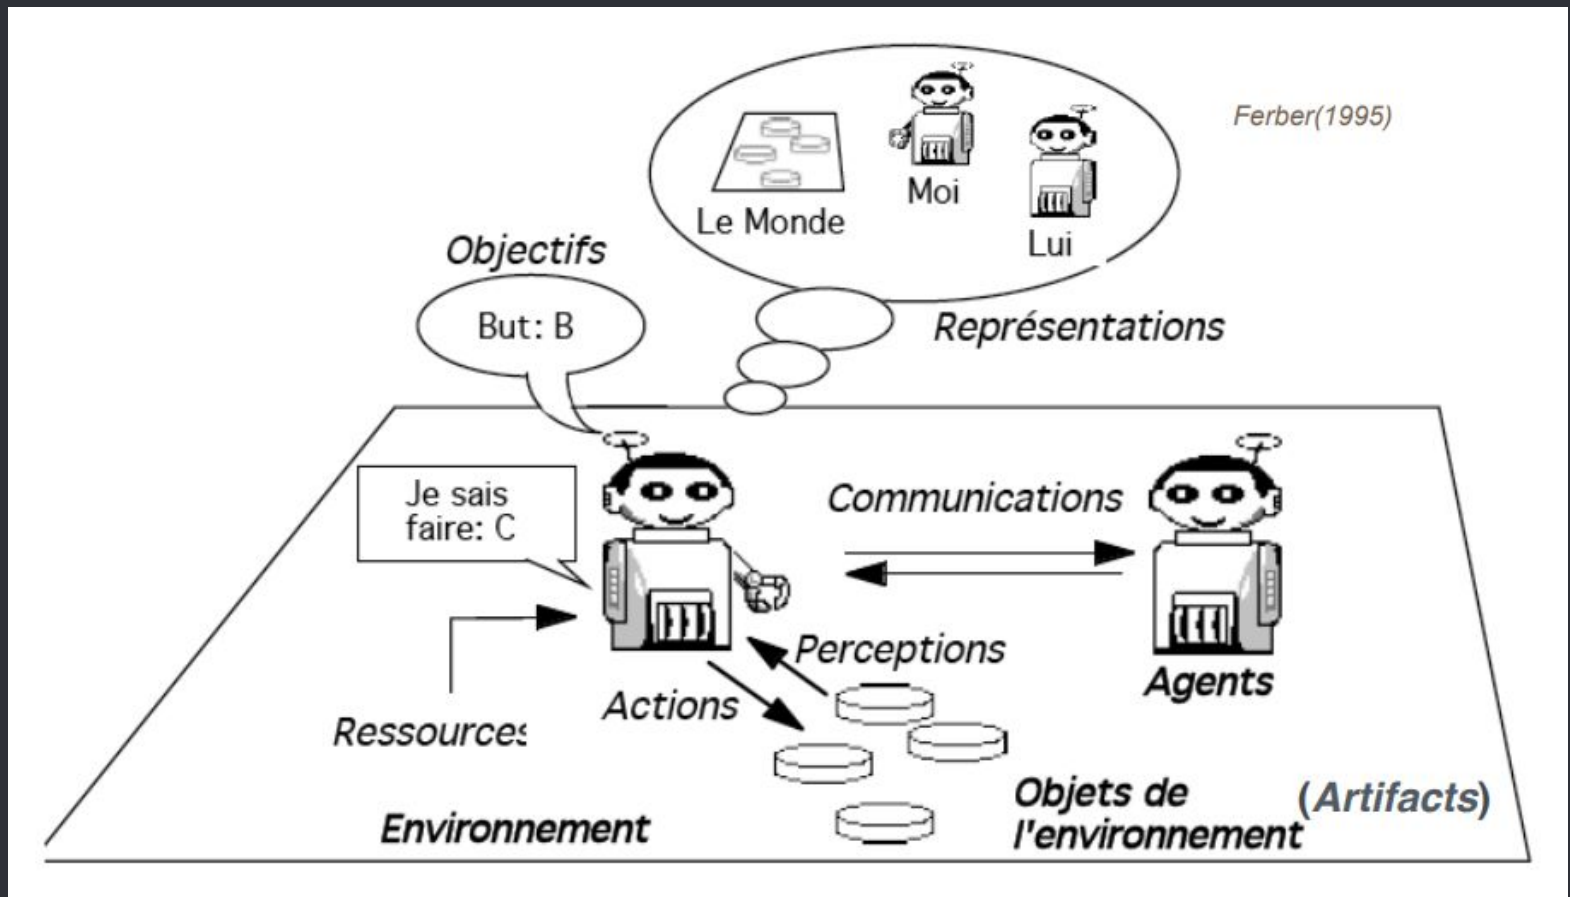 Ferber(1995)
Moi
Le Monde
Lui
Objectifs
But: B
Représentations
Je sais
faire: C
Communications
Perceptions
Agents
Actions
Ressources
Objets de
l'environnement
(Artifacts)
Environnement